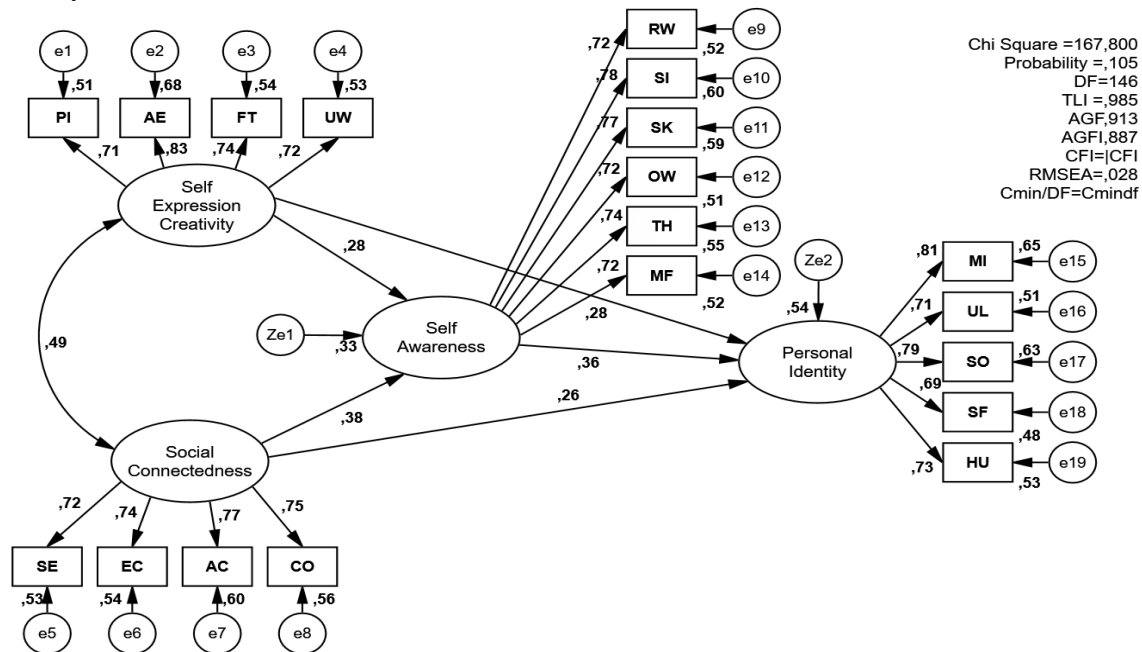 e1
e2
e3
e4
,51
,68
,54
,53
PI
AE
FT
UW
,71
,83
,74
,72
Self
Expression
Creativity
,49
,28
,28
Ze1
,33
Self
Awareness
,38
,36
,26
Social
Connectedness
,72
,74
,77
,75
SE
EC
AC
CO
,53
,54
,60
,56
e5
e6
e7
e8
,72
RW
,52
e9
,78
SI
,60
e10
,77
SK
,59
e11
,72
OW
,51
e12
,74
TH
,55
e13
,72
MF
,52
e14
Ze2
,54
Personal
Identity
,81
MI
,65
e15
,71
UL
,51
e16
,79
SO
,63
e17
,69
SF
,48
e18
,73
HU
,53
e19
Chi Square =167,800
Probability =,105
DF=146
TLI =,985
AGF,913
AGFI,887
CFI=|CFI
RMSEA=,028
Cmin/DF=Cmindf